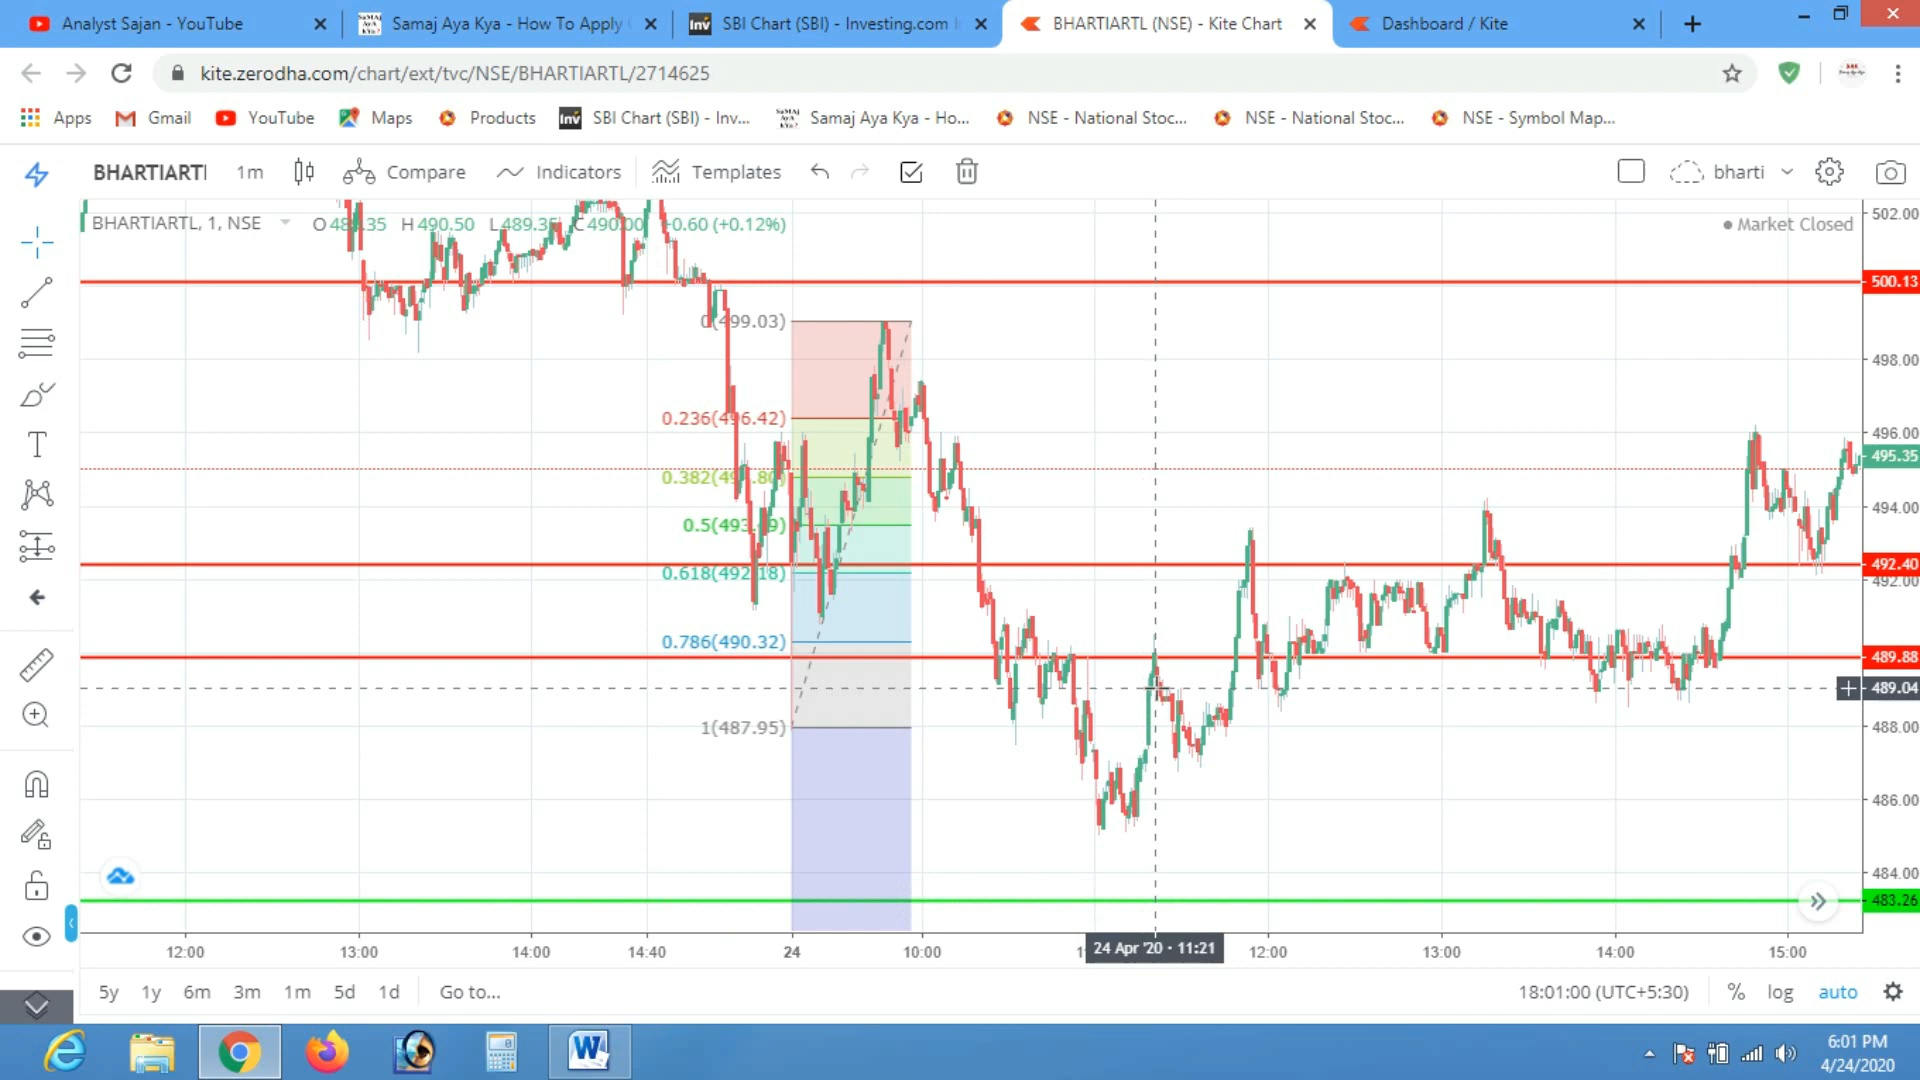 Analyst Sajan - YouTube
Samaj Aya Kya - How To Apply
SBI Chart (SBI) - Investing.com
BHARTIARTL (NSE) - Kite Chart
Dashboard / Kite
kite.zerodha.com/chart/ext/tvc/NSE/BHARTIARTL/2714625
Apps
Gmail
YouTube
Maps
Products
SBI Chart (SBI) - Inv...
Samaj Aya Kya - Ho...
NSE - National Stoc...
NSE - National Stoc...
NSE - Symbol Map...
BHARTIARTI
1m
Compare
Indicators
Templates
bharti
BHARTIARTL, 1, NSE
H 490.50
C 490.00
+0.60 (+0.12%)
Market Closed
502.00
500.13
498.00
496.00
495.35
494.00
492.40
492.00
489.88
489.04
488.00
486.00
484.00
483.26
0(499.03)
0.236(496.42)
0.618(492.18)
0.786(490.32)
1(487.95)
12:00
13:00
14:00
14:40
24
10:00
24 Apr '20 · 11:21
12:00
13:00
14:00
15:00
5y
1y
6m
3m
1m
5d
1d
Go to...
18:01:00 (UTC+5:30)
%
log
auto
6:01 PM
4/24/2020